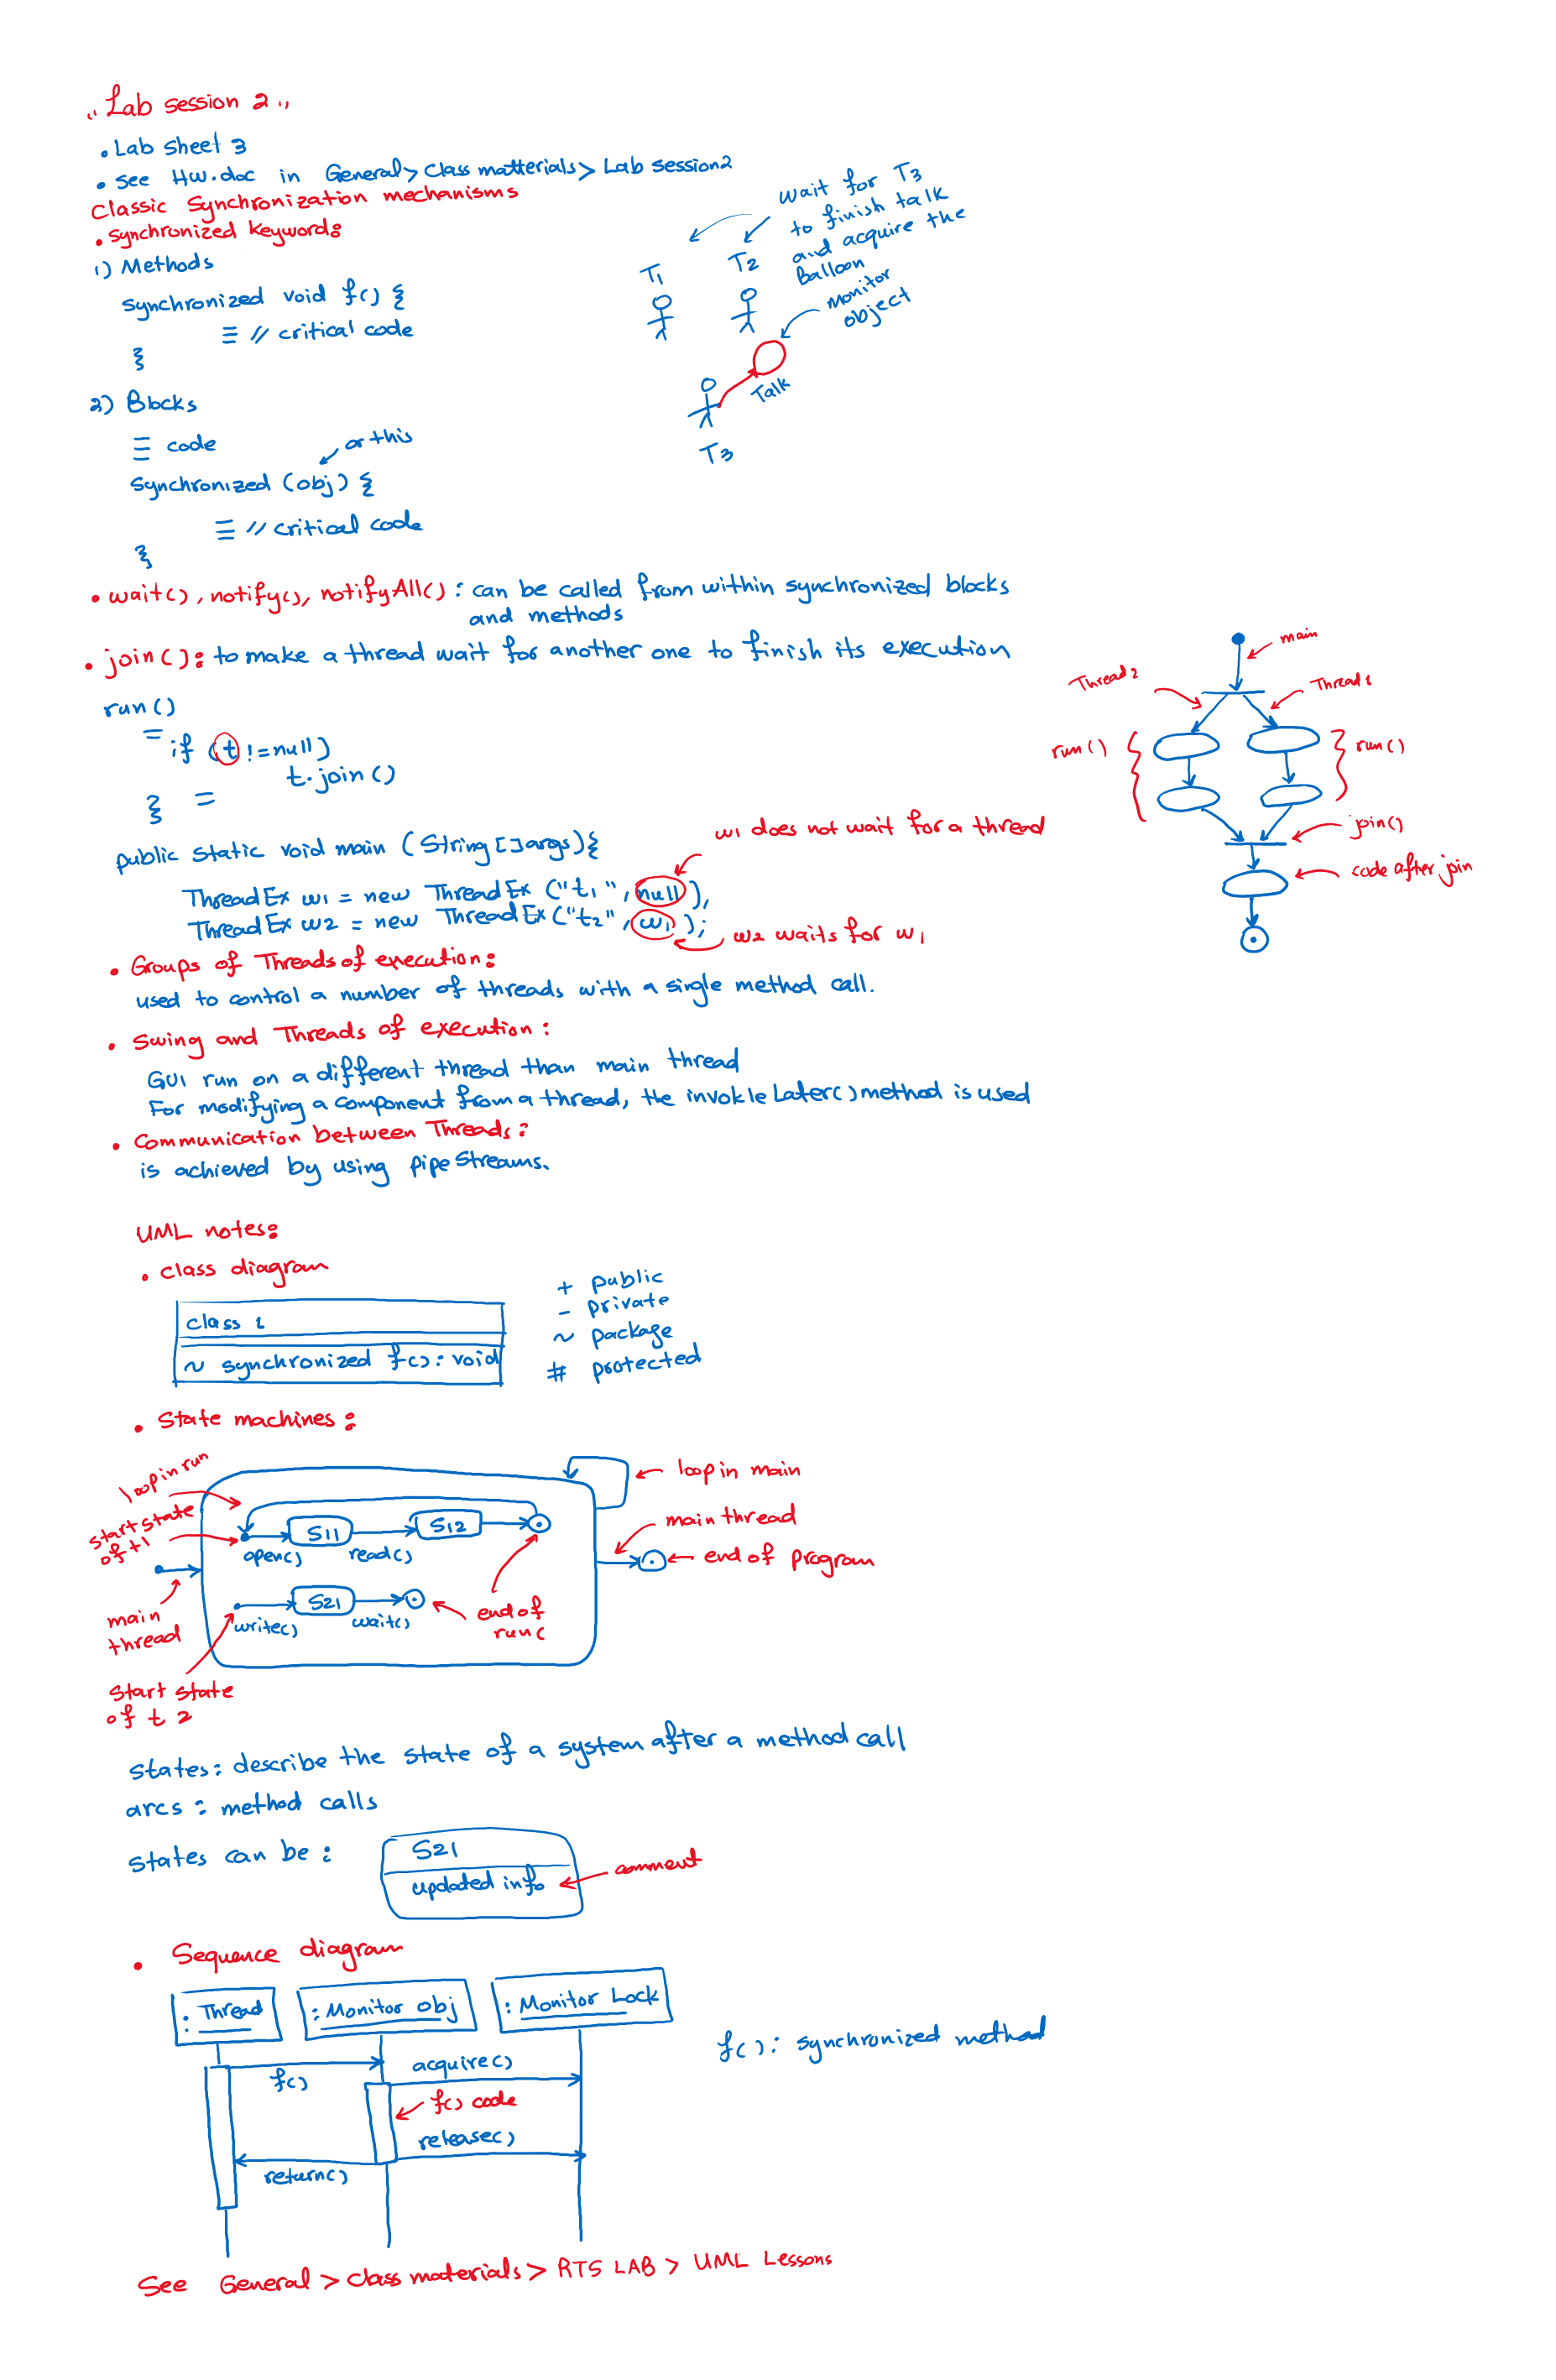 ,, Lab session 2 ,,
• Lab sheet 3
• see Hw.doc in General > Class matterials > Lab session2
Classic Synchronization mechanisms
• synchronized keyword:
1) Methods
synchronized void f() {
// critical code
}
2) Blocks
code
or this
synchronized (obj) {
// critical code
}
wait for T3
to finish talk
and acquire the
Balloon
monitor
object
T1
T2
Talk
T3
• wait(), notify(), notifyAll() : can be called from within synchronized blocks
and methods
• join() : to make a thread wait for another one to finish its execution
run()
if (t != null)
t.join()
}
public static void main (String []args){
w1 does not wait for a thread
ThreadEx w1 = new ThreadEx ("t1", null);
ThreadEx w2 = new ThreadEx ("t2", w1);
w2 waits for w1
main
Thread2
Thread1
run()
run()
join()
code after join
• Groups of Threads of execution:
used to control a number of threads with a single method call.
• Swing and Threads of execution:
GUI run on a different thread than main thread
For modifying a component from a thread, the invokleLater() method is used
• Communication between Threads:
is achieved by using pipe Streams.
UML notes:
• class diagram
class 1
~ synchronized f() : void
+ public
- private
~ package
# protected
• State machines:
loop in run
start state
of t1
loop in main
main thread
end of program
S11
S12
open()
read()
S21
write()
wait()
end of
run(
main
thread
start state
of t 2
states: describe the state of a system after a method call
arcs : method calls
states can be :
S21
updated info
comment
• Sequence diagram
: Thread
: Monitor obj
: Monitor Lock
f() : synchronized method
f()
acquire()
f() code
release()
return()
See General > class materials > RTS LAB > UML Lessons